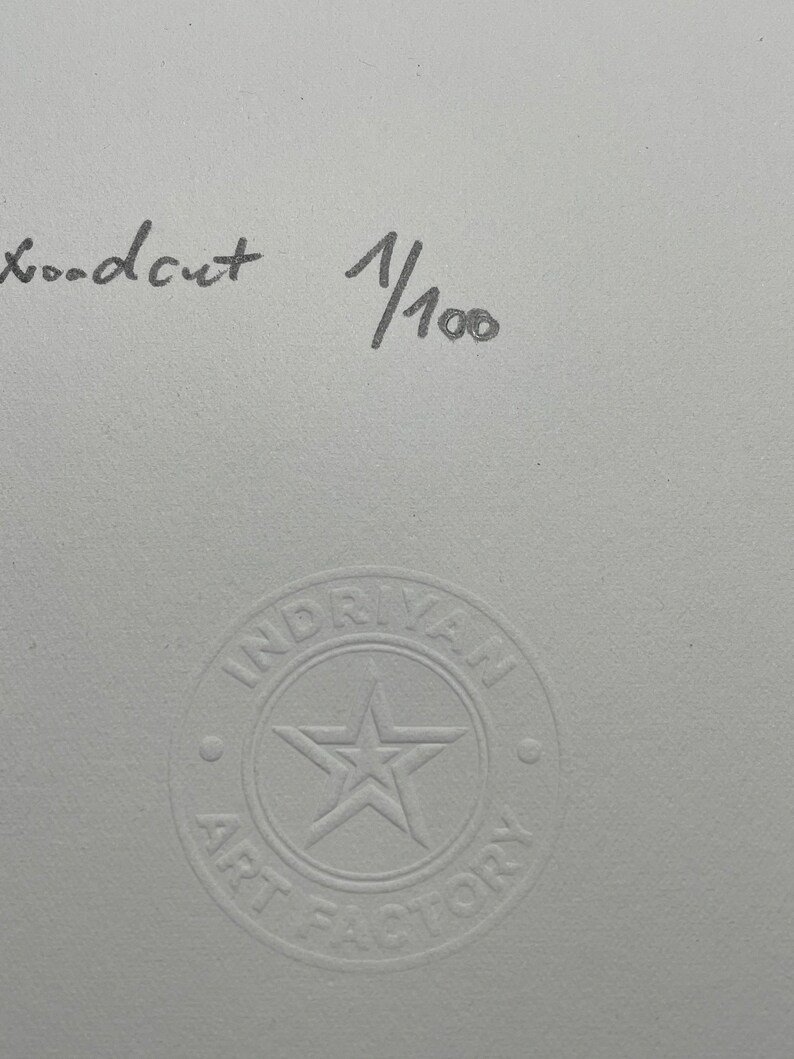 woodcut 1/100
INDRIYAN
ART FACTORY